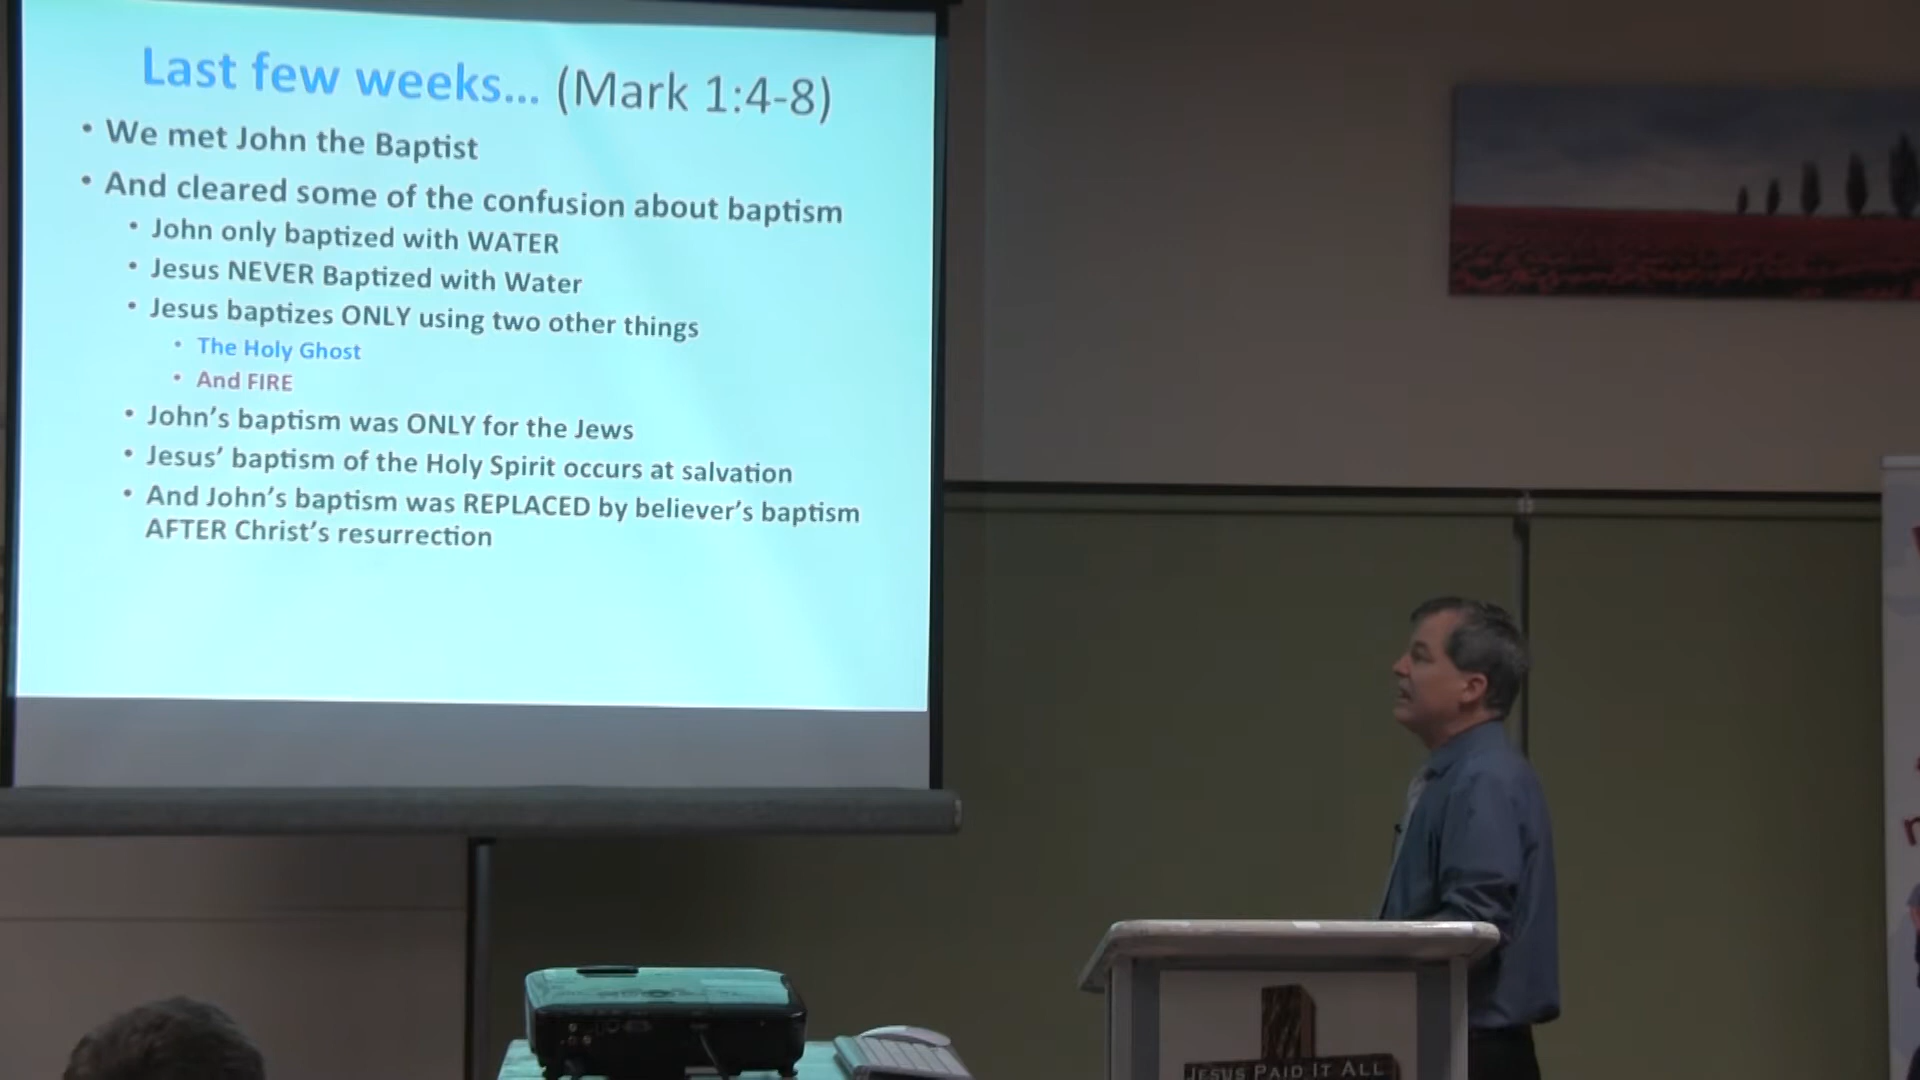 Last few weeks... (Mark 1:4-8)
• We met John the Baptist
• And cleared some of the confusion about baptism
• John only baptized with WATER
• Jesus NEVER Baptized with Water
• Jesus baptizes ONLY using two other things
• The Holy Ghost
• And FIRE
• John's baptism was ONLY for the Jews
• Jesus' baptism of the Holy Spirit occurs at salvation
• And John's baptism was REPLACED by believer's baptism
AFTER Christ's resurrection
JESUS PAID IT ALL